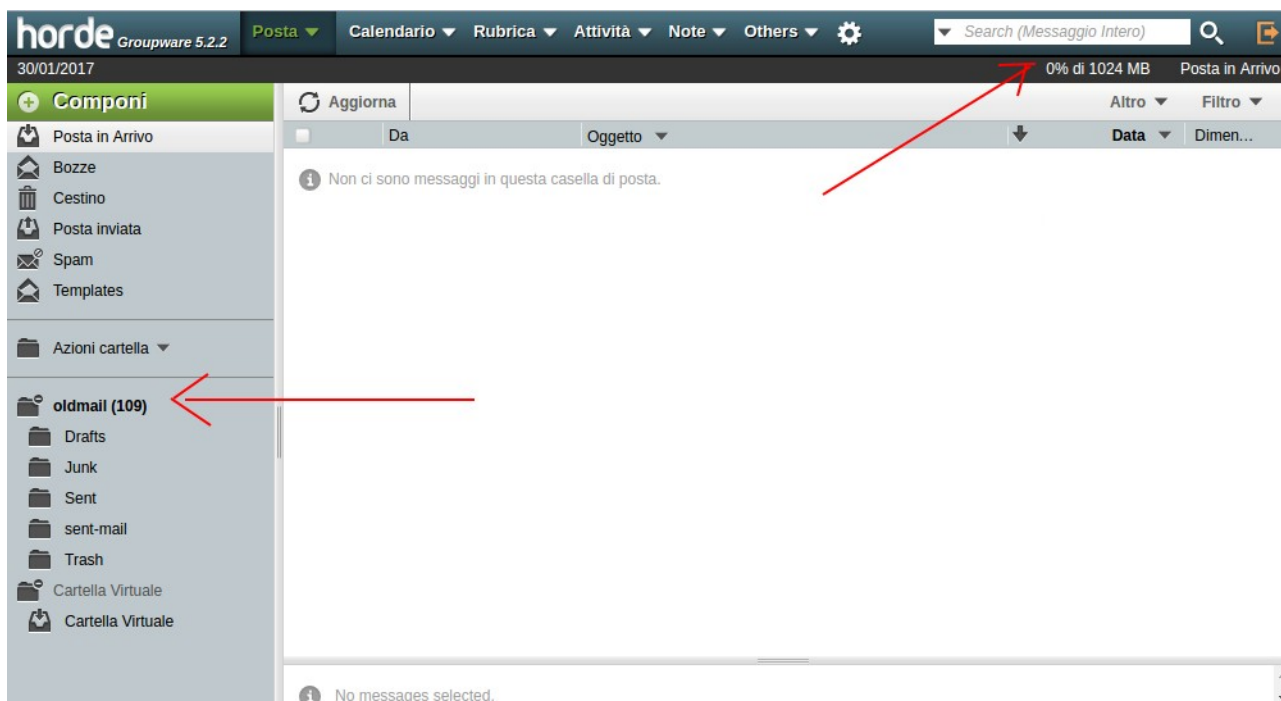 horde Groupware 5.2.2 Posta Calendario Rubrica Attività Note Others Search (Messaggio Intero)
30/01/2017 0% di 1024 MB Posta in Arrivo
Componi Aggiorna Altro Filtro
Posta in Arrivo Da Oggetto Data Dimen...
Bozze Non ci sono messaggi in questa casella di posta.
Cestino
Posta inviata
Spam
Templates
Azioni cartella
oldmail (109)
Drafts
Junk
Sent
sent-mail
Trash
Cartella Virtuale
Cartella Virtuale
No messages selected.